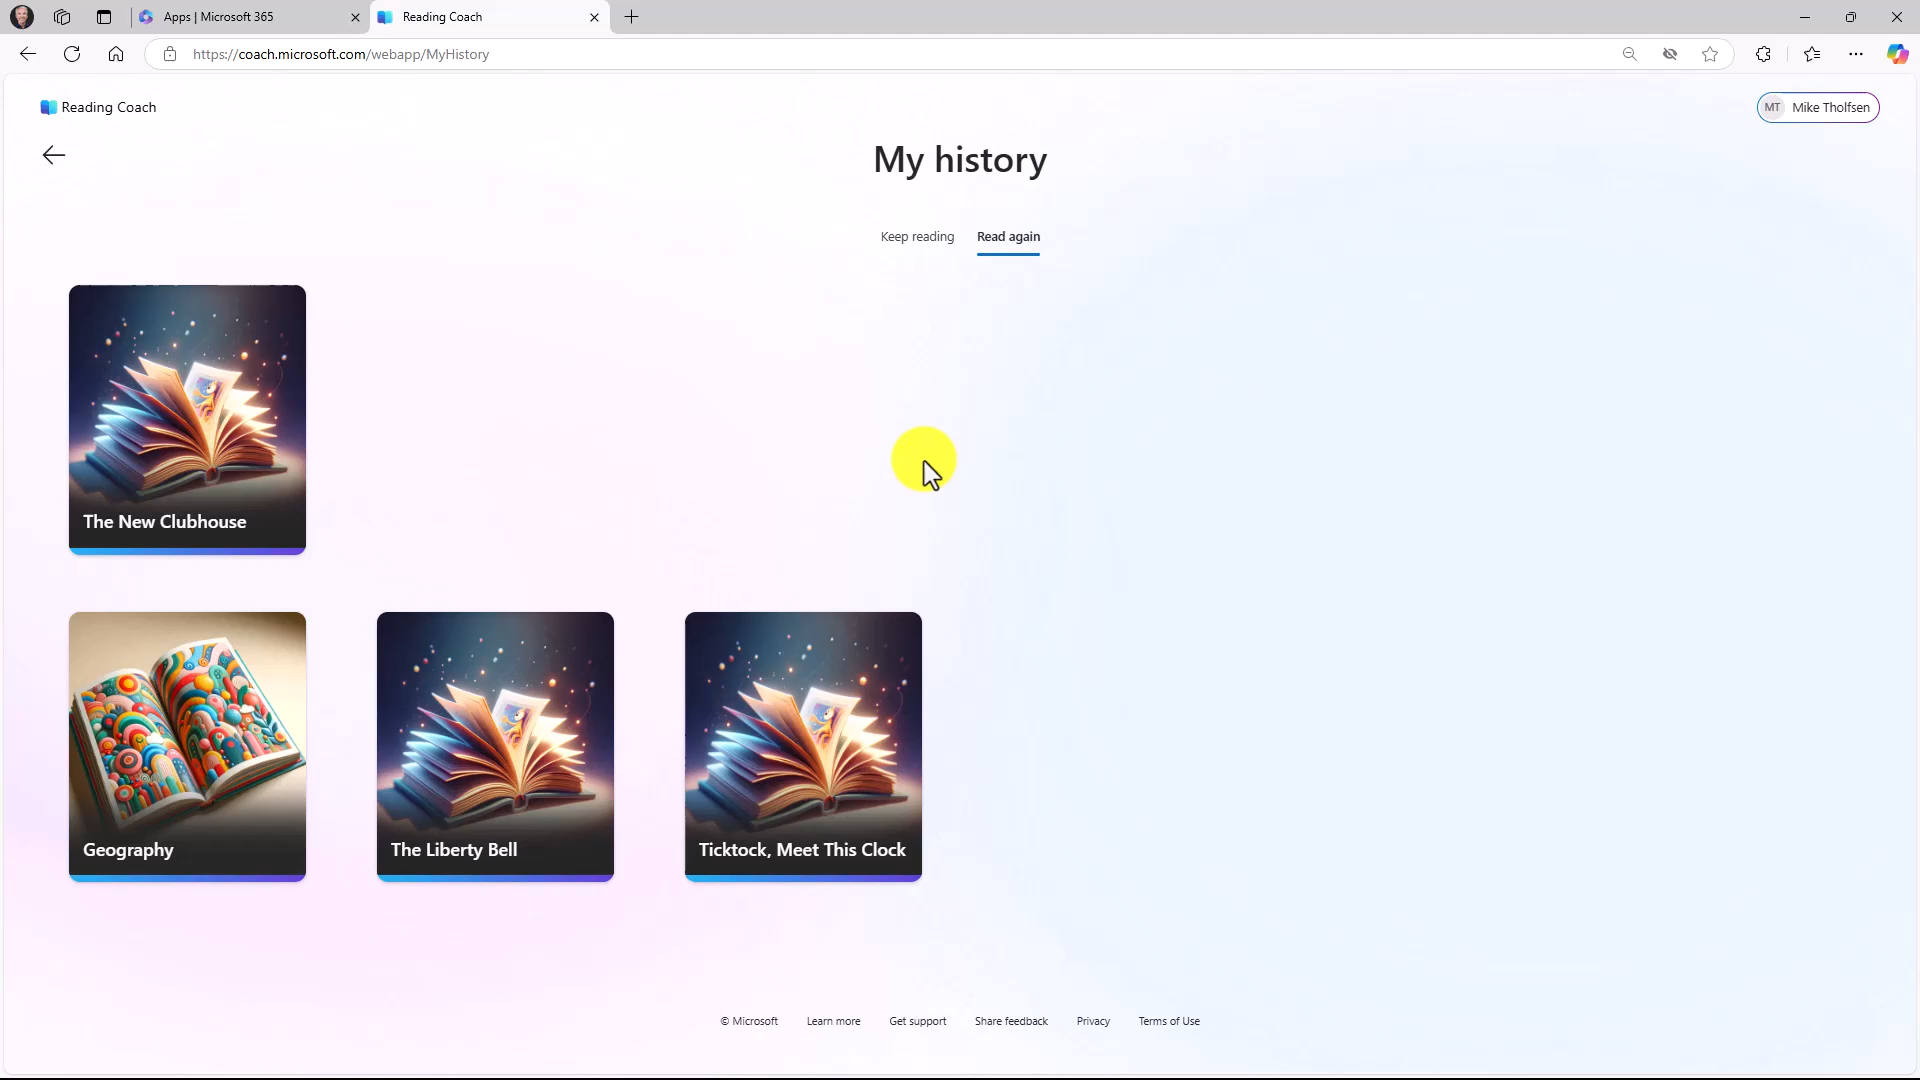 Apps | Microsoft 365
Reading Coach
https://coach.microsoft.com/webapp/MyHistory
Reading Coach
MT Mike Tholfsen
My history
Keep reading Read again
The New Clubhouse
Geography
The Liberty Bell
Ticktock, Meet This Clock
© Microsoft Learn more Get support Share feedback Privacy Terms of Use